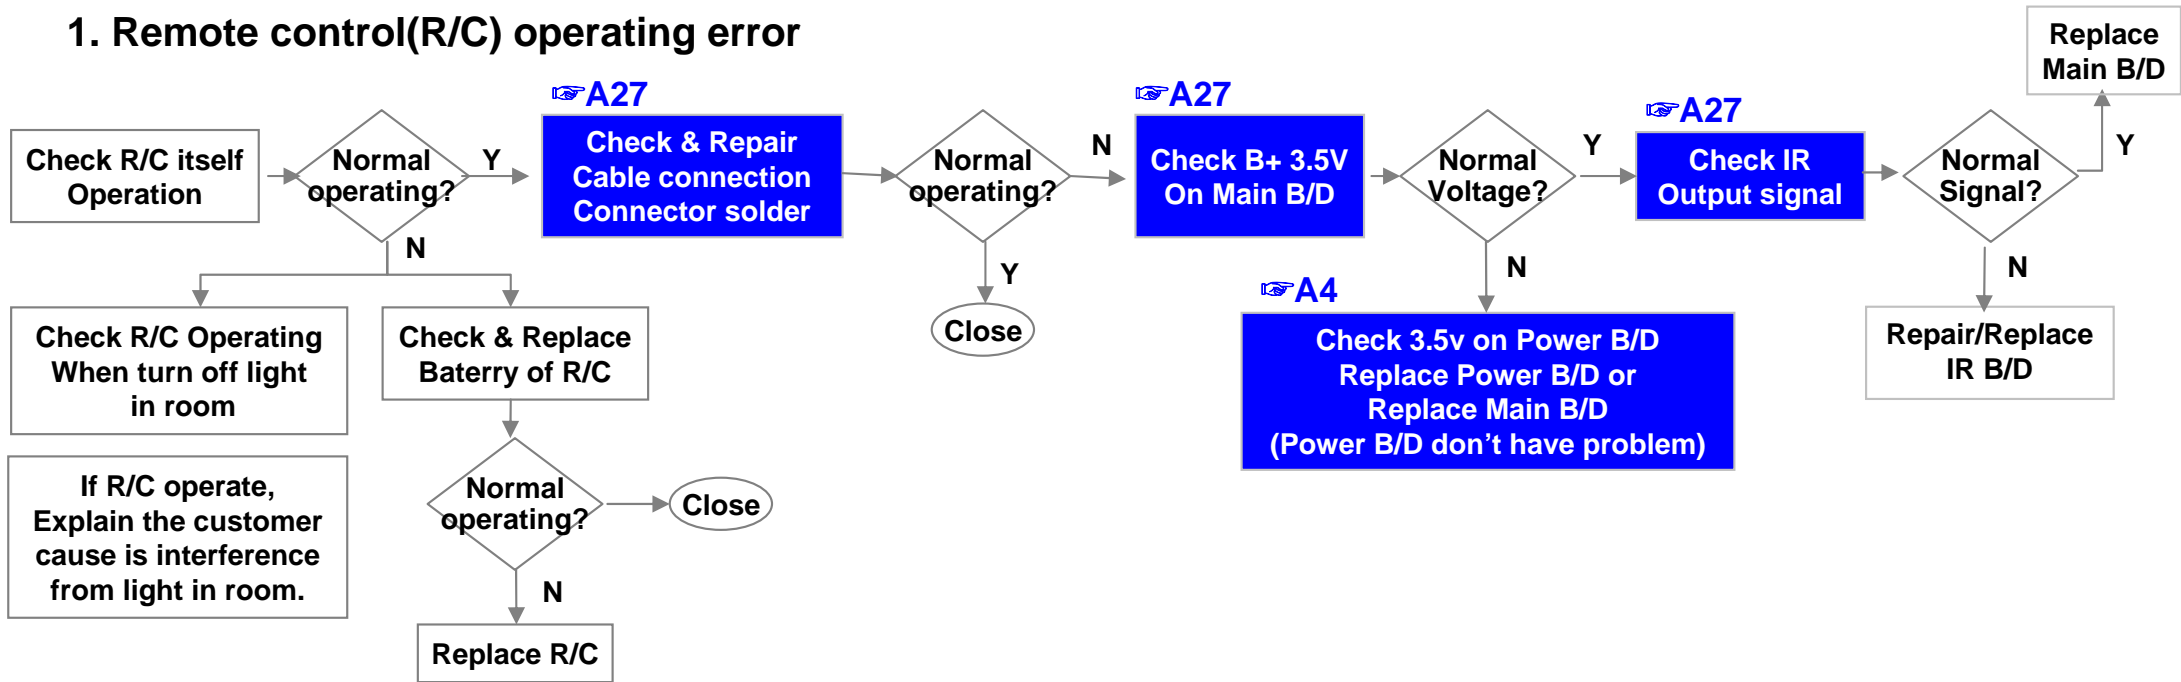 1. Remote control(R/C) operating error
Check R/C itself
Operation
Normal
operating?
Y
N
☞A27
Check & Repair
Cable connection
Connector solder
Normal
operating?
N
Y
Close
☞A27
Check B+ 3.5V
On Main B/D
Normal
Voltage?
Y
N
☞A27
Check IR
Output signal
Normal
Signal?
Y
N
Replace
Main B/D
Check R/C Operating
When turn off light
in room
Check & Replace
Baterry of R/C
☞A4
Check 3.5v on Power B/D
Replace Power B/D or
Replace Main B/D
(Power B/D don’t have problem)
Repair/Replace
IR B/D
If R/C operate,
Explain the customer
cause is interference
from light in room.
Normal
operating?
Close
N
Replace R/C